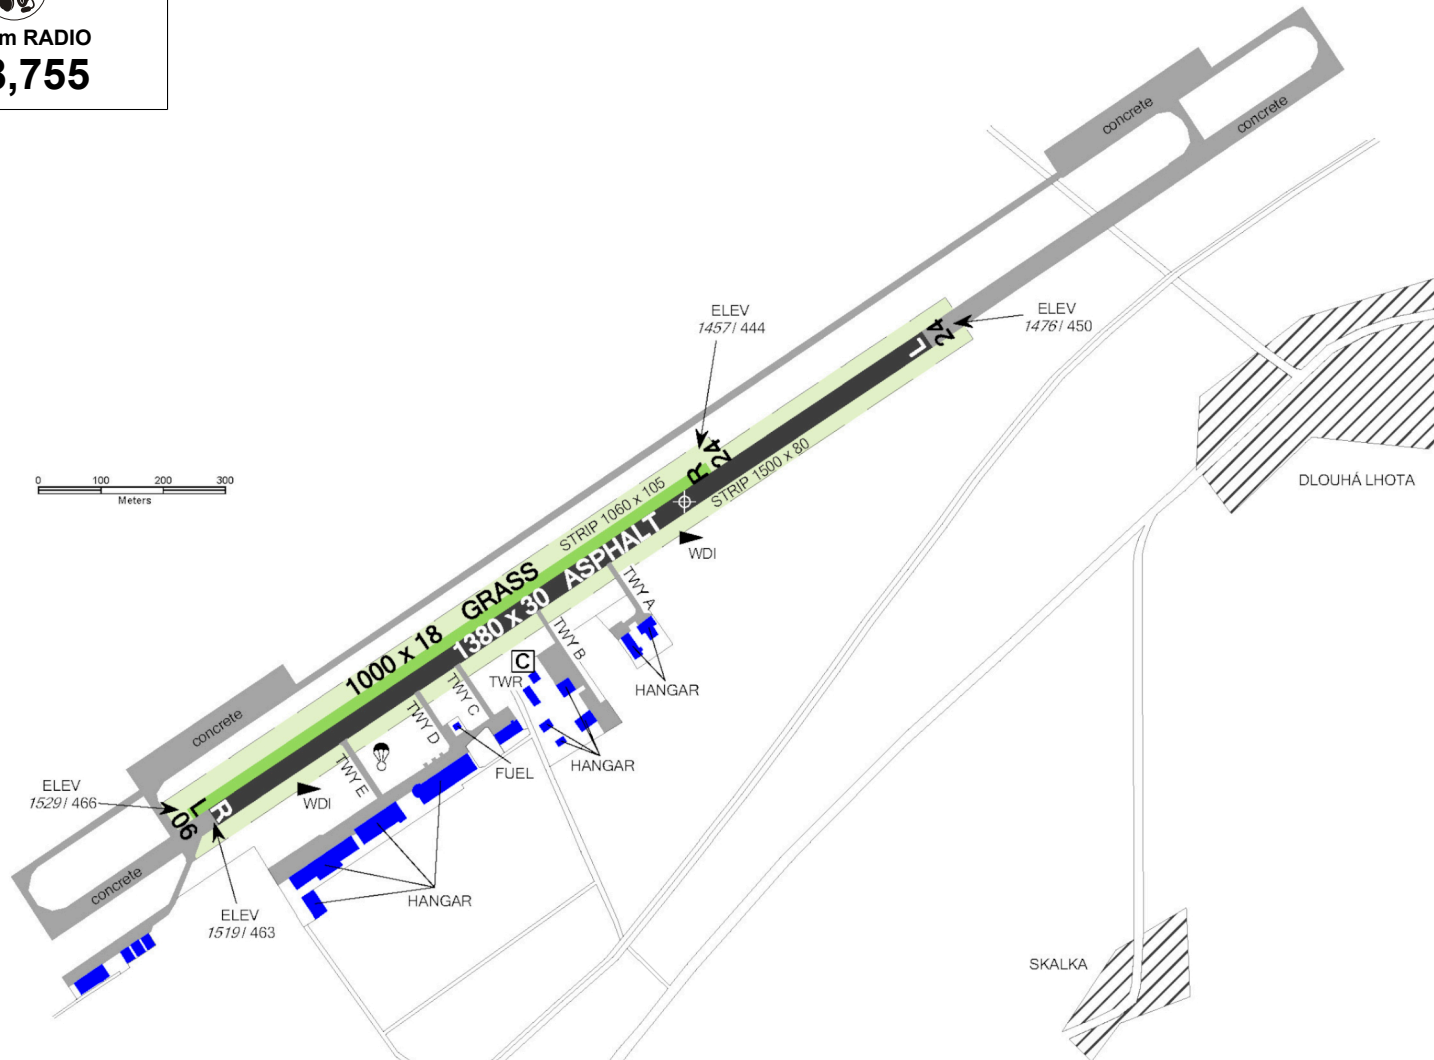 m RADIO
,755
concrete
concrete
ELEV
1457/ 444
ELEV
1476/ 450
24
L
0 100 200 300
Meters
24
R
STRIP 1060 x 105
STRIP 1500 x 80
DLOUHÁ LHOTA
GRASS
ASPHALT
WDI
1000 x 18
1380 x 30
TWY A
TWY B
C
TWR
HANGAR
TWY C
TWY D
concrete
TWY E
FUEL
HANGAR
ELEV
1529/ 466
WDI
L
R
06
concrete
HANGAR
ELEV
1519/ 463
SKALKA